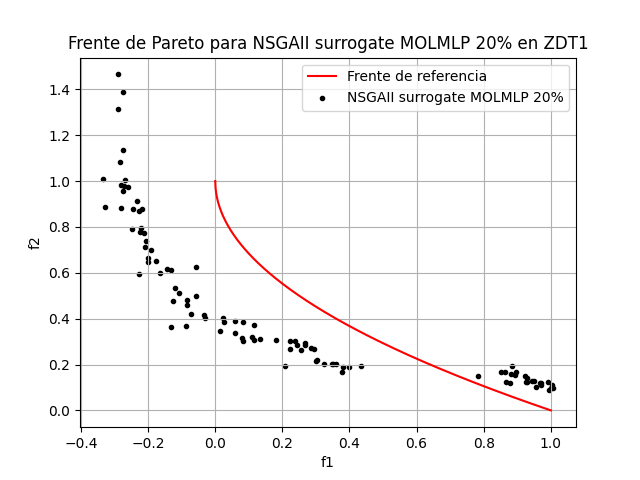 Frente de Pareto para NSGAII surrogate MOLMLP 20% en ZDT1
Frente de referencia
NSGAII surrogate MOLMLP 20%
1.4
1.2
1.0
0.8
0.6
0.4
0.2
0.0
f2
−0.4 −0.2 0.0 0.2 0.4 0.6 0.8 1.0
f1